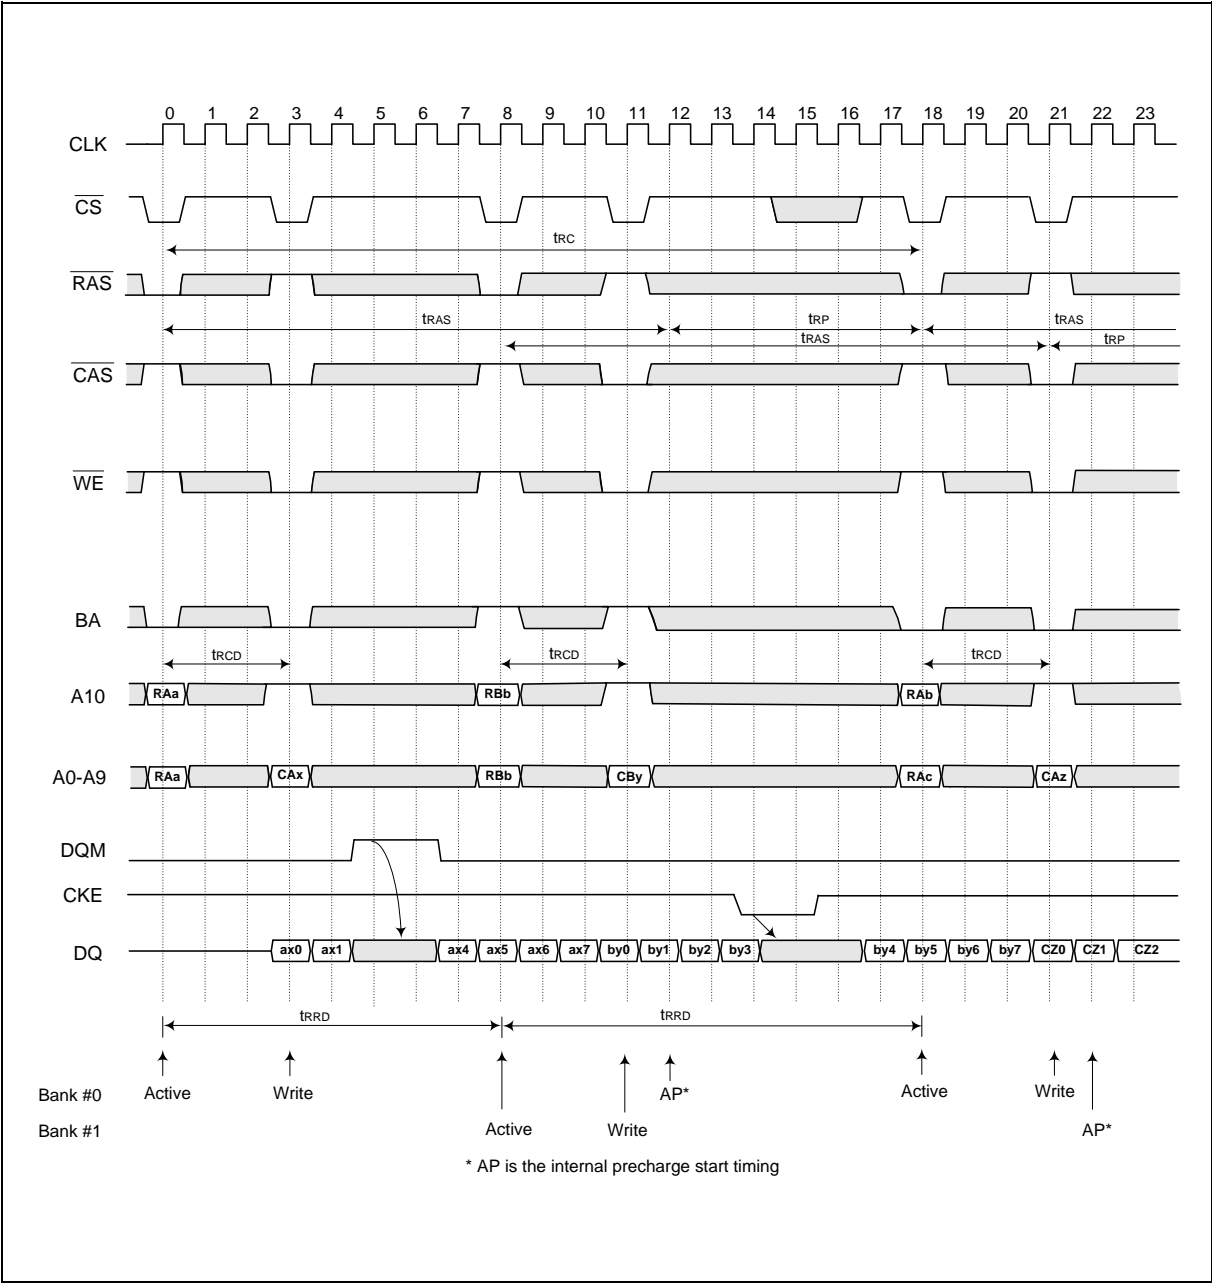 0 1 2 3 4 5 6 7 8 9 10 11 12 13 14 15 16 17 18 19 20 21 22 23
CLK
CS
tRC
RAS
tRAS tRP tRAS
tRAS tRP
CAS
WE
BA
tRCD tRCD tRCD
A10 RAa RBb RAb
A0-A9 RAa CAx RBb CBy RAc CAz
DQM
CKE
DQ ax0 ax1 ax4 ax5 ax6 ax7 by0 by1 by2 by3 by4 by5 by6 by7 CZ0 CZ1 CZ2
tRRD tRRD
Bank #0 Active Write AP* Active Write
Bank #1 Active Write AP*
* AP is the internal precharge start timing